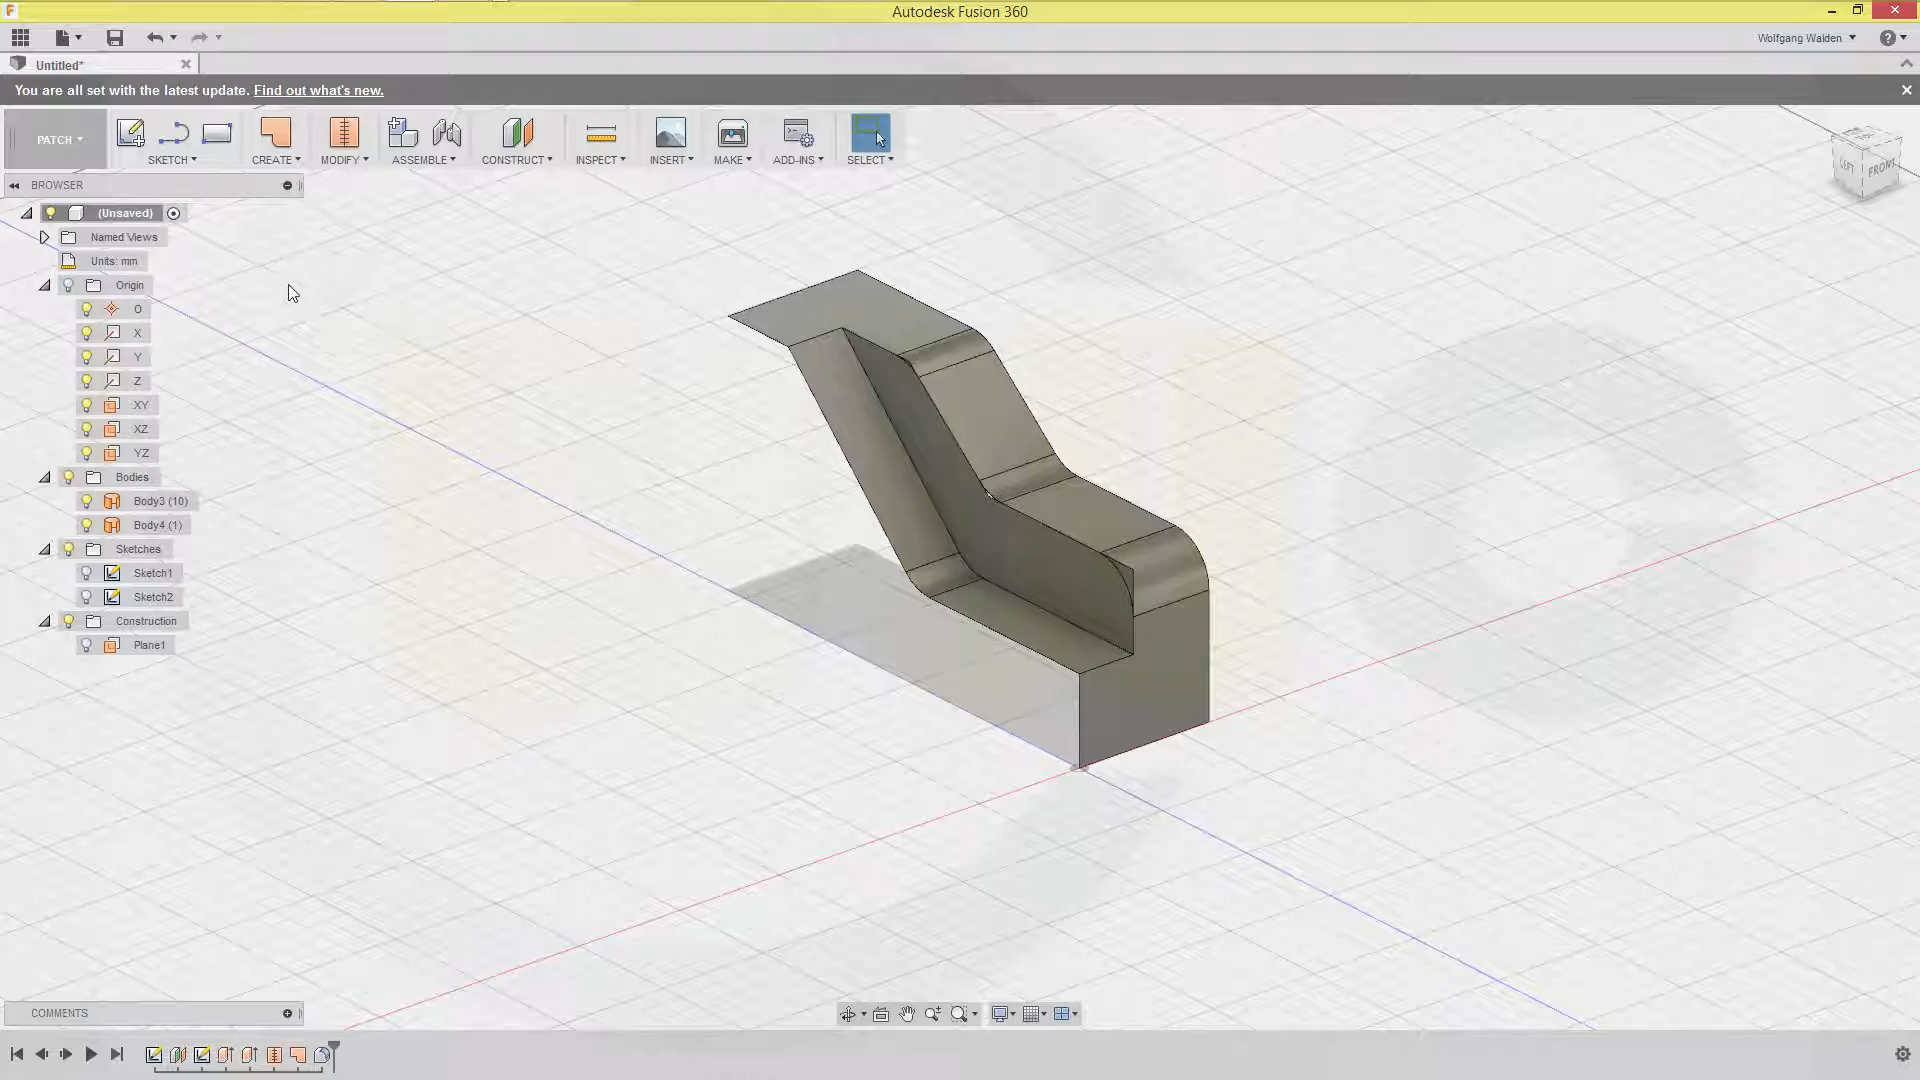 Autodesk Fusion 360
Wolfgang Walden
Untitled*
You are all set with the latest update. Find out what's new.
PATCH
SKETCH
CREATE
MODIFY
ASSEMBLE
CONSTRUCT
INSPECT
INSERT
MAKE
ADD-INS
SELECT
BROWSER
LEFT
FRONT
(Unsaved)
Named Views
Units: mm
Origin
O
X
Y
Z
XY
XZ
YZ
Bodies
Body3 (10)
Body4 (1)
Sketches
Sketch1
Sketch2
Construction
Plane1
COMMENTS